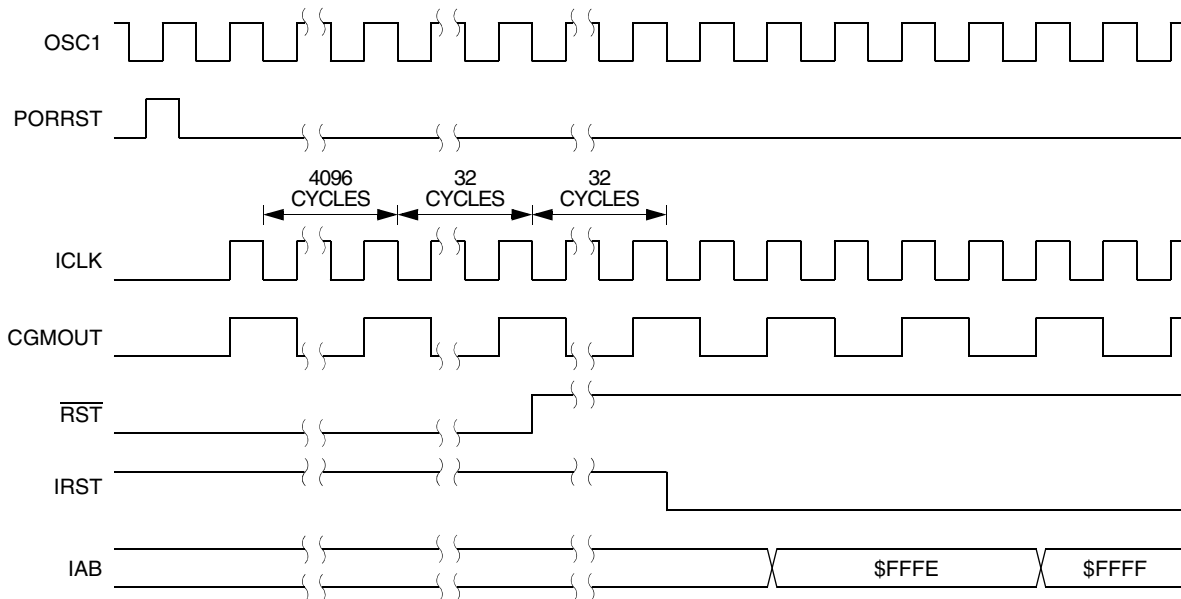 OSC1
PORRST
4096
CYCLES
32
CYCLES
32
CYCLES
ICLK
CGMOUT
RST
IRST
IAB
$FFFE
$FFFF